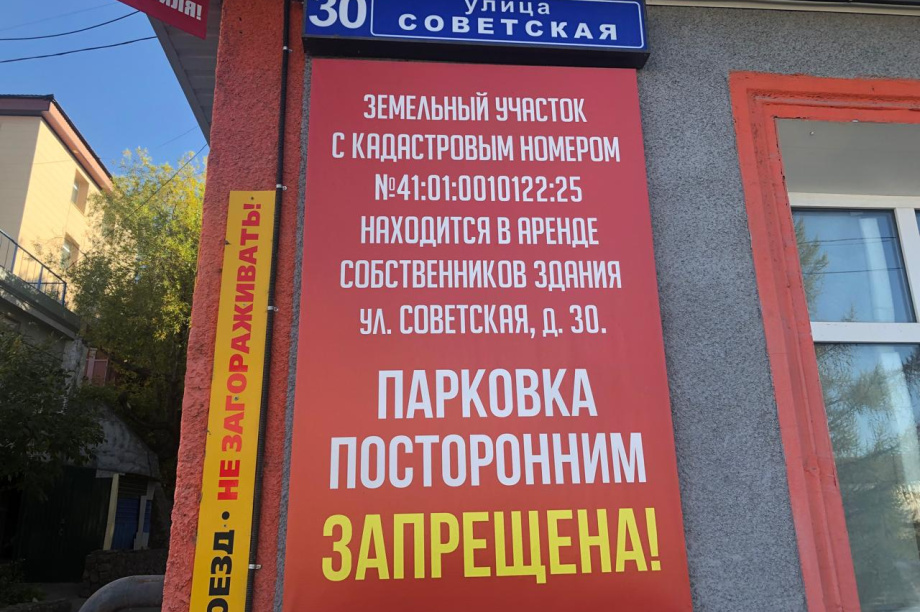 30
улица
СОВЕТСКАЯ
ЗЕМЕЛЬНЫЙ УЧАСТОК
С КАДАСТРОВЫМ НОМЕРОМ
№41:01:0010122:25
НАХОДИТСЯ В АРЕНДЕ
СОБСТВЕННИКОВ ЗДАНИЯ
УЛ. СОВЕТСКАЯ, Д. 30.
ПАРКОВКА
ПОСТОРОННИМ
ЗАПРЕЩЕНА!
• НЕ ЗАГОРАЖИВАТЬ!